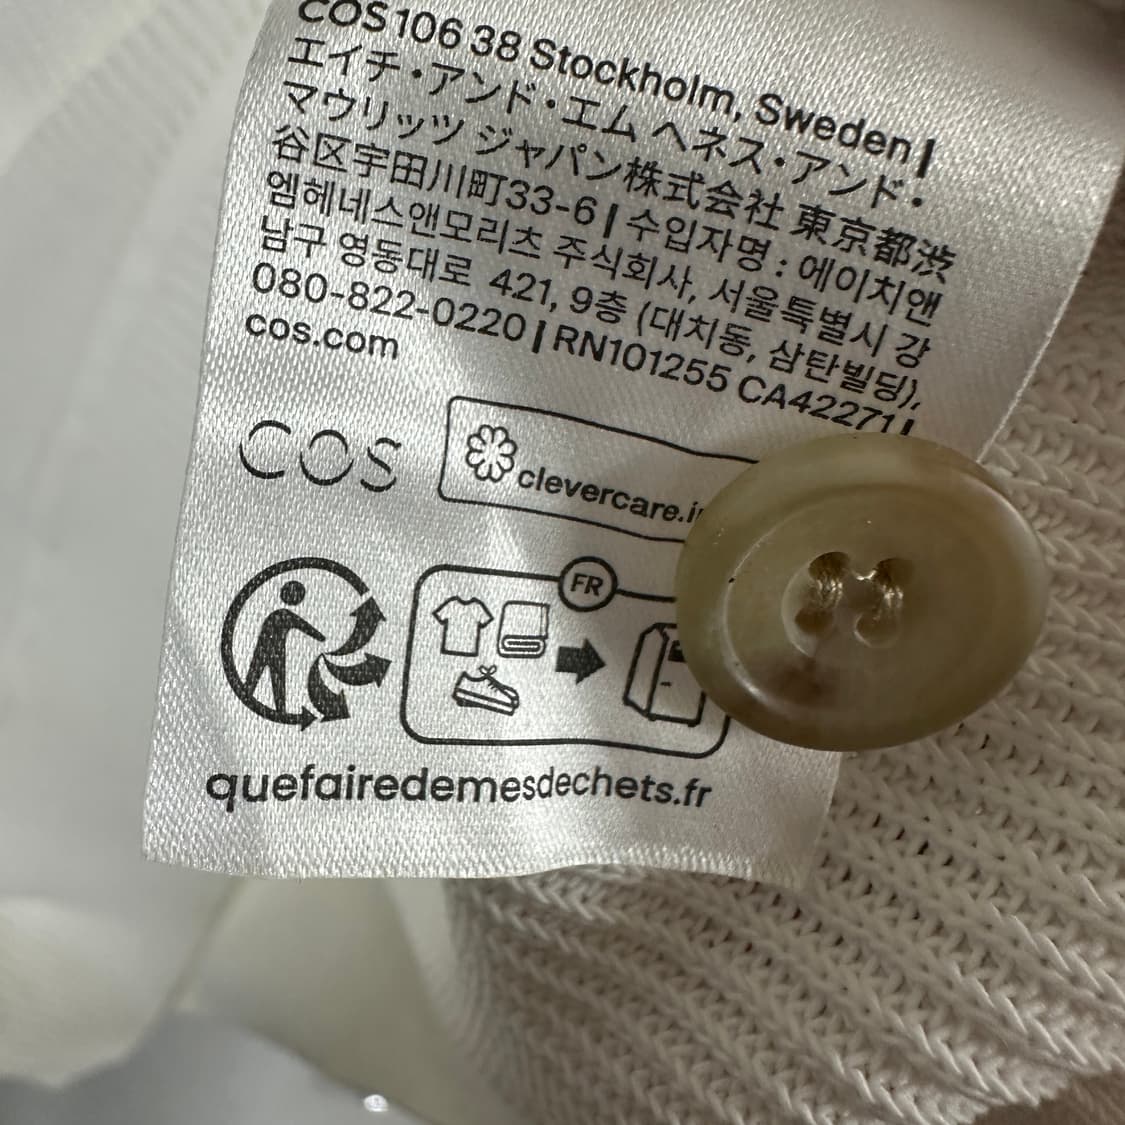 COS 106 38 Stockholm, Sweden |
エイチ・アンド・エム ヘネス・アンド・
マウリッツ ジャパン株式会社 東京都渋
谷区宇田川町33-6 | 수입자명 : 에이치앤
엠헤네스앤모리츠 주식회사, 서울특별시 강
남구 영동대로 421, 9층 (대치동, 삼탄빌딩),
080-822-0220 | RN101255 CA42271 |
cos.com
COS
clevercare.in
FR
quefairedemesdechets.fr